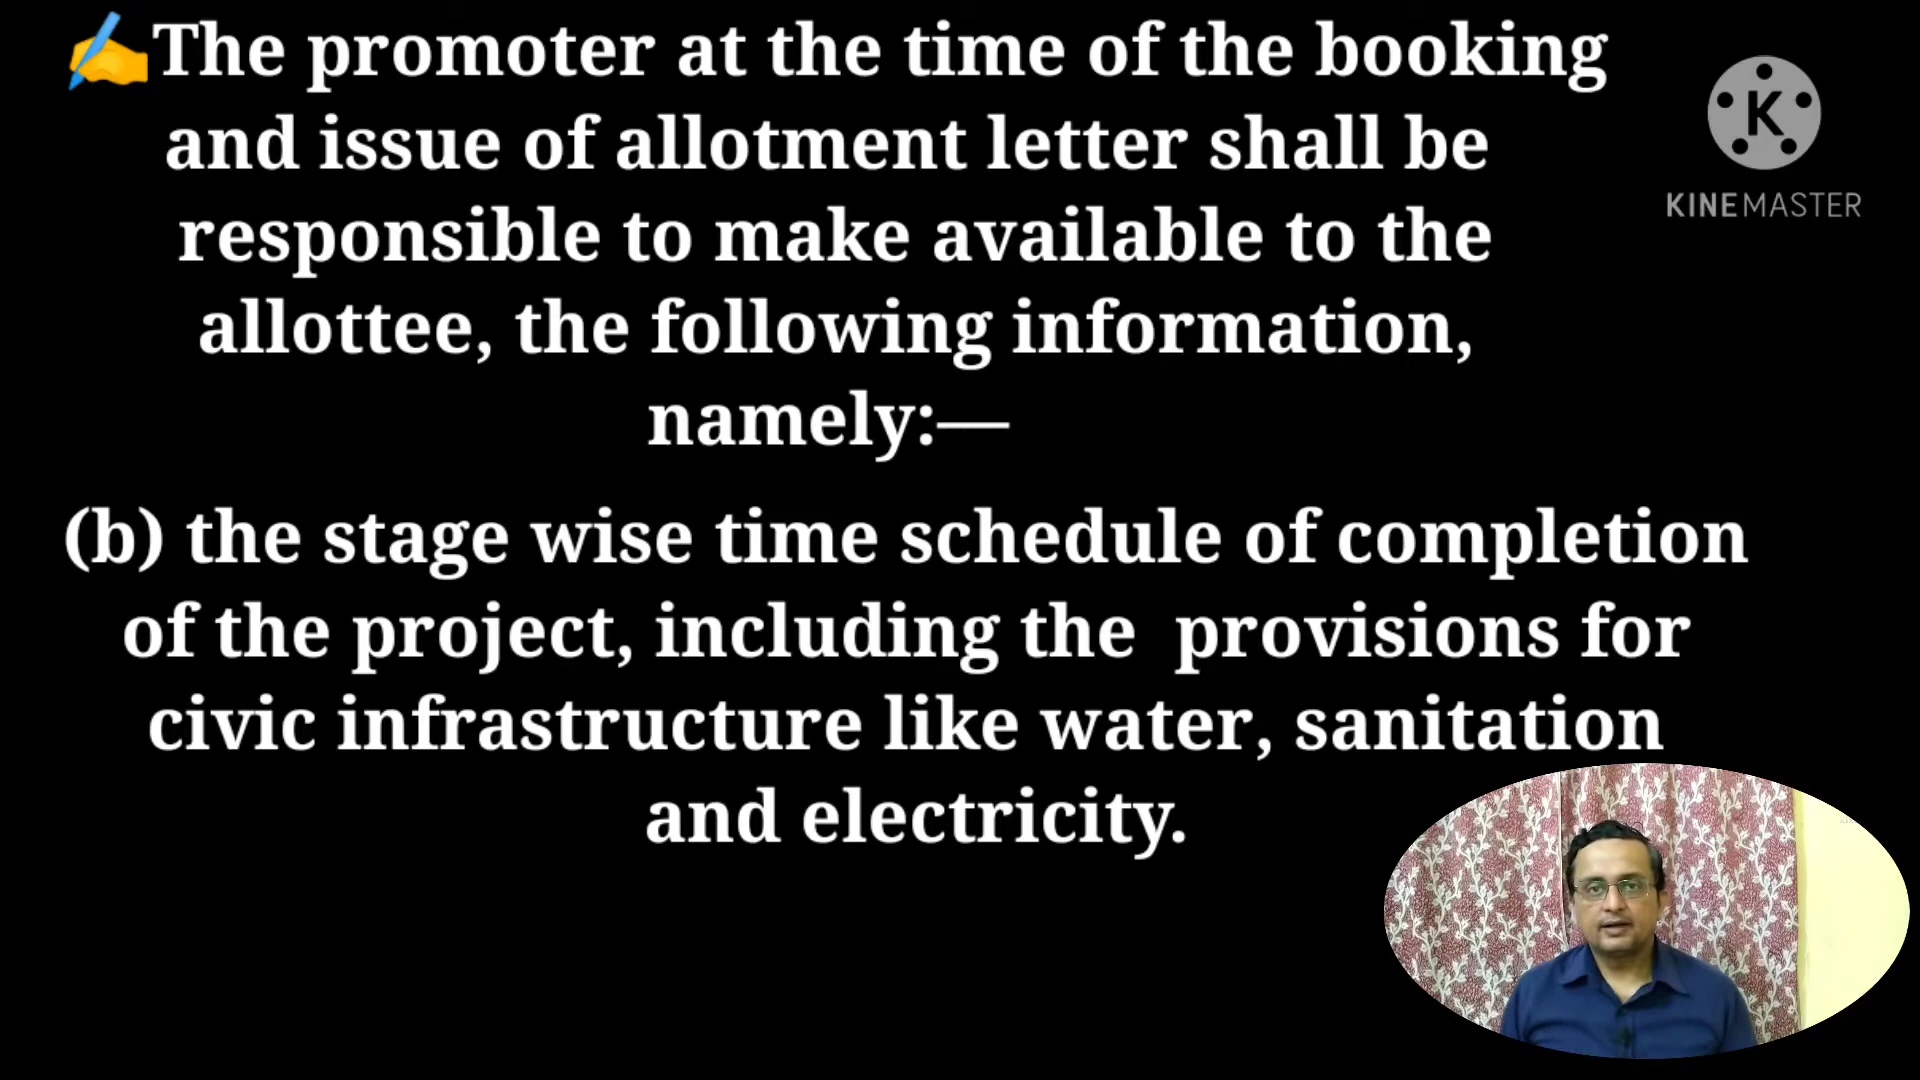 ✍️The promoter at the time of the booking
and issue of allotment letter shall be
responsible to make available to the
allottee, the following information,
namely:—
(b) the stage wise time schedule of completion
of the project, including the  provisions for
civic infrastructure like water, sanitation
and electricity.
K
KINEMASTER